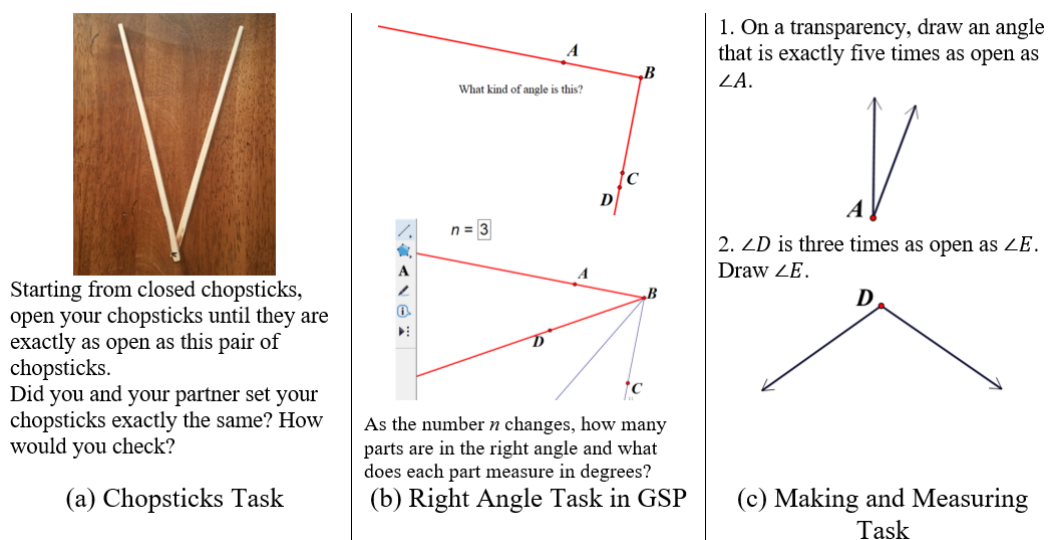 Starting from closed chopsticks,
open your chopsticks until they are
exactly as open as this pair of
chopsticks.
Did you and your partner set your
chopsticks exactly the same? How
would you check?
(a) Chopsticks Task
A
B
What kind of angle is this?
C
D
n = 3
A
A
B
D
C
As the number n changes, how many
parts are in the right angle and what
does each part measure in degrees?
(b) Right Angle Task in GSP
1. On a transparency, draw an angle
that is exactly five times as open as
∠A.
A
2. ∠D is three times as open as ∠E.
Draw ∠E.
D
(c) Making and Measuring
Task